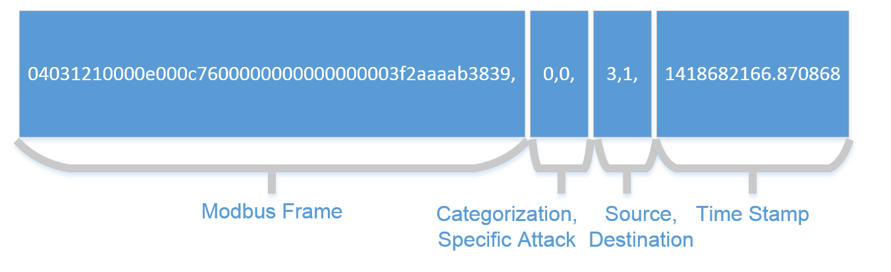 04031210000e000c7600000000000000003f2aaaab3839, 0,0, 3,1, 1418682166.870868
Modbus Frame
Categorization, Specific Attack
Source, Destination
Time Stamp